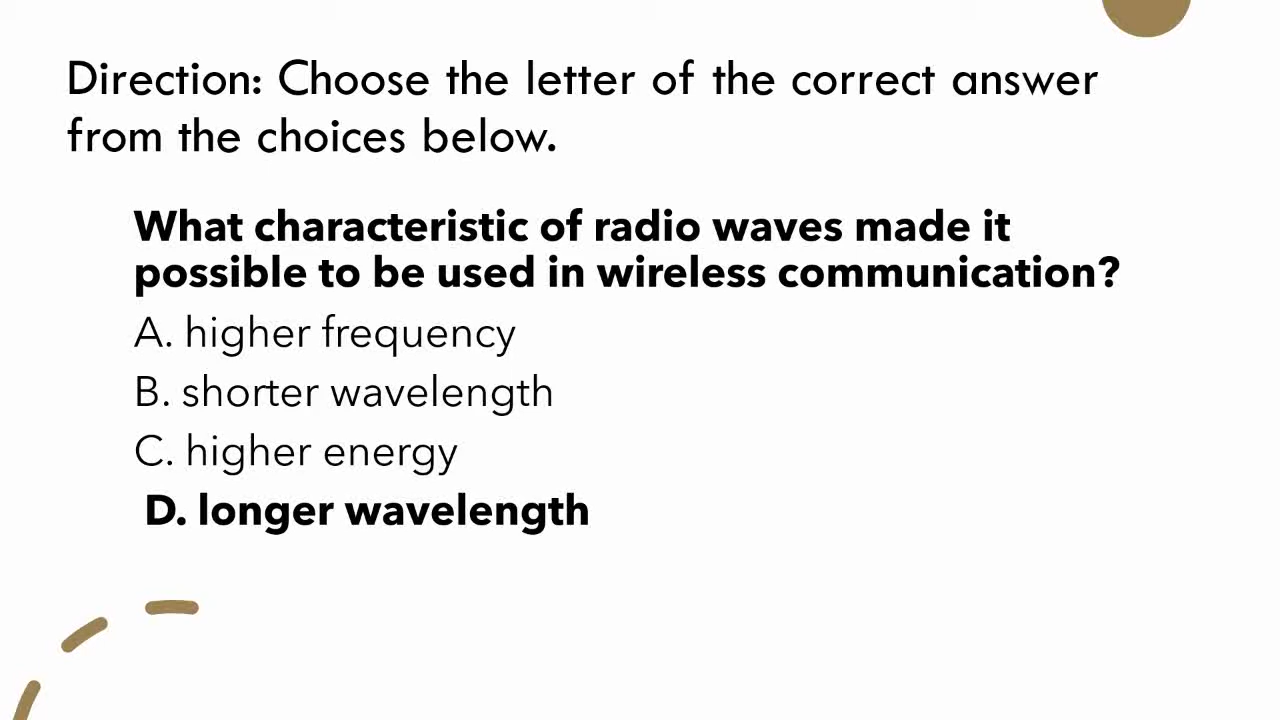 Direction: Choose the letter of the correct answer
from the choices below.
What characteristic of radio waves made it
possible to be used in wireless communication?
A. higher frequency
B. shorter wavelength
C. higher energy
D. longer wavelength